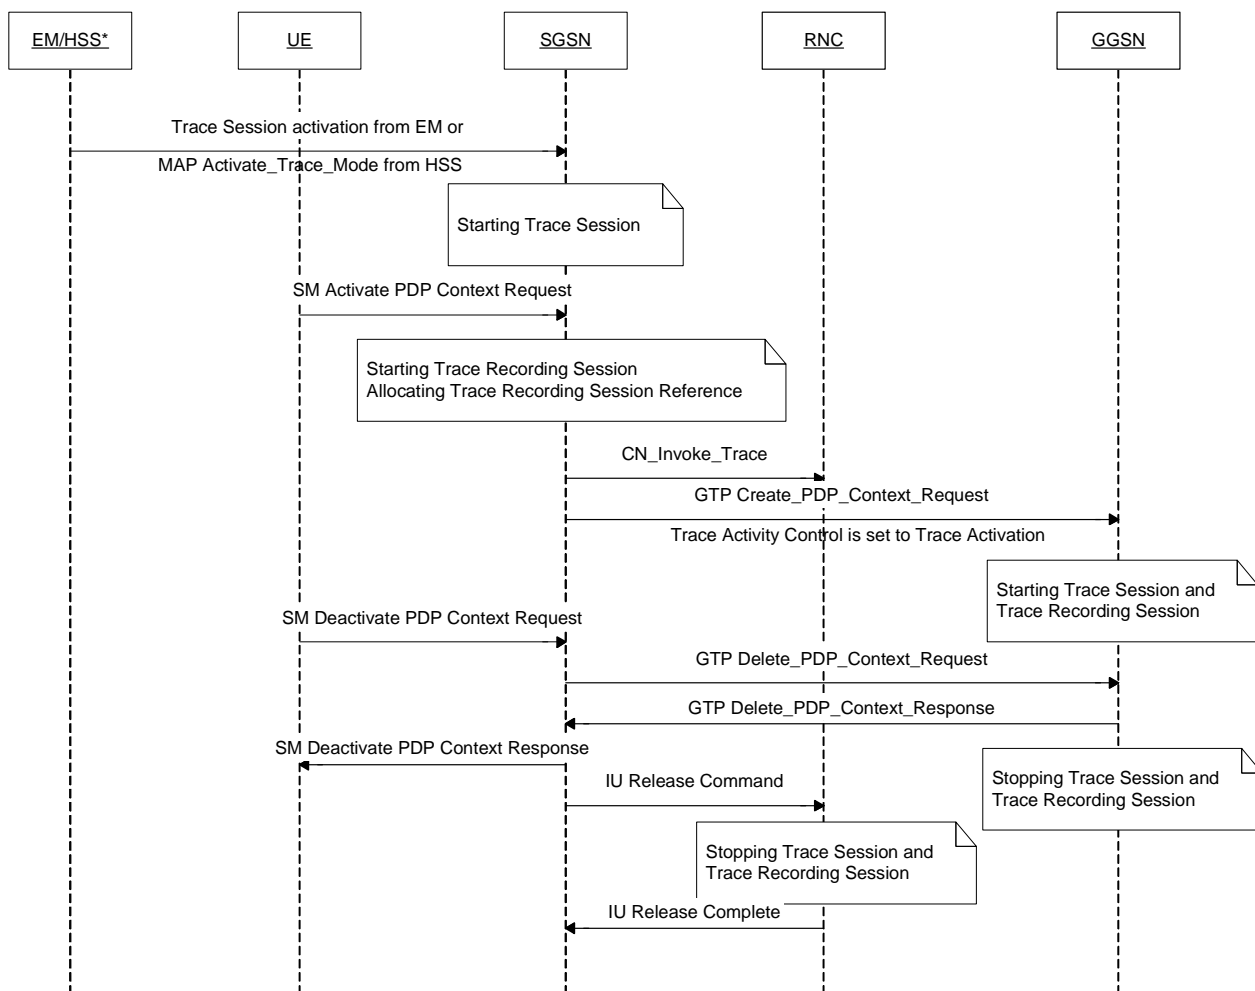 EM/HSS*
UE
SGSN
RNC
GGSN
Trace Session activation from EM or
MAP Activate_Trace_Mode from HSS
Starting Trace Session
SM Activate PDP Context Request
Starting Trace Recording Session
Allocating Trace Recording Session Reference
CN_Invoke_Trace
GTP Create_PDP_Context_Request
Trace Activity Control is set to Trace Activation
Starting Trace Session and
Trace Recording Session
SM Deactivate PDP Context Request
GTP Delete_PDP_Context_Request
GTP Delete_PDP_Context_Response
SM Deactivate PDP Context Response
Stopping Trace Session and
Trace Recording Session
IU Release Command
Stopping Trace Session and
Trace Recording Session
IU Release Complete